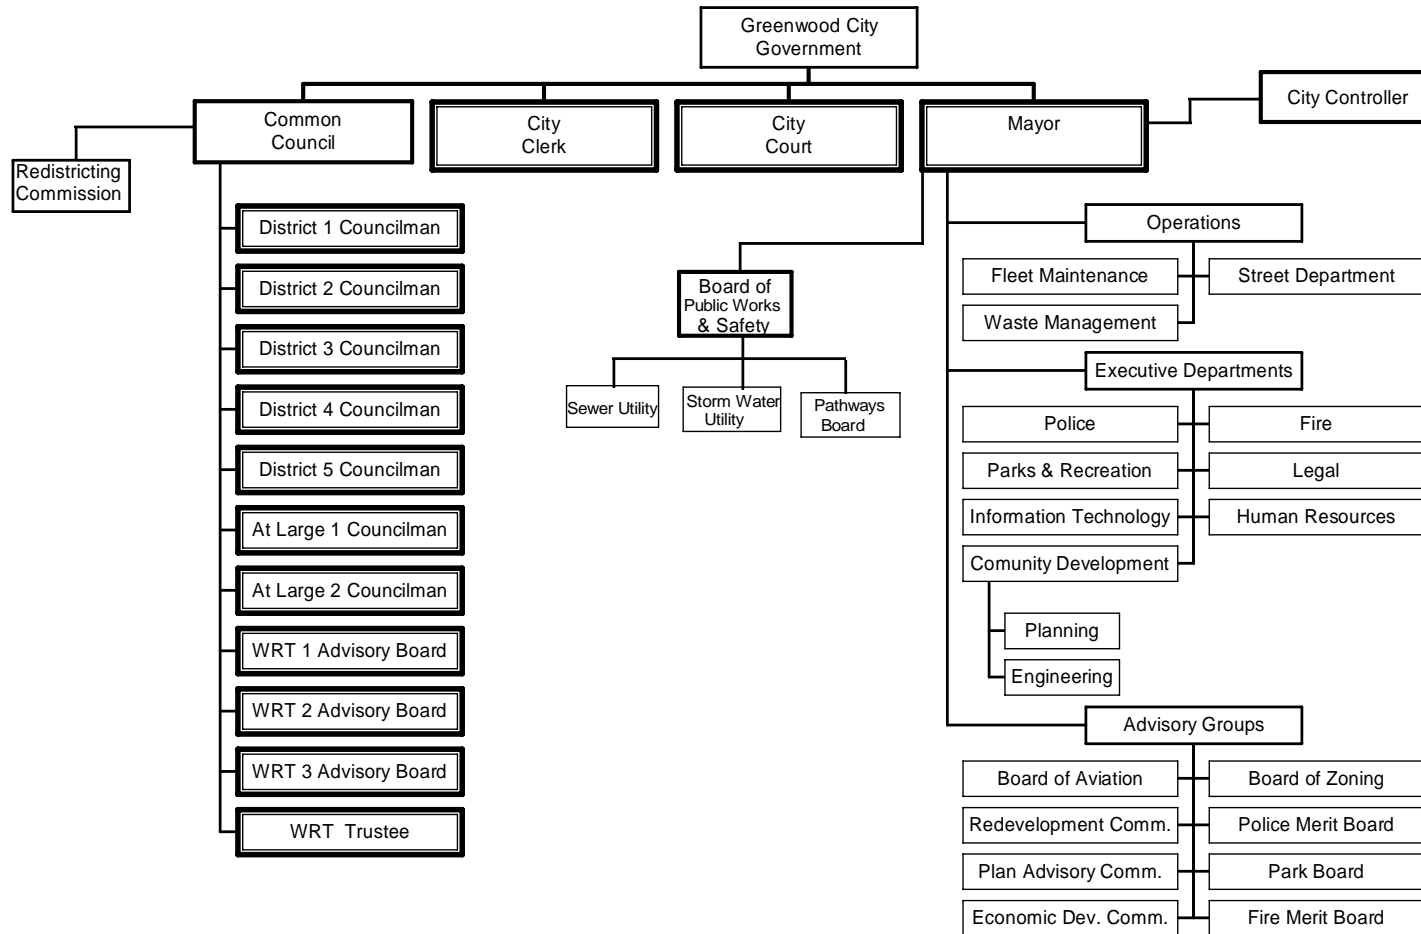 Greenwood City
Government
City Controller
Common
Council
City
Clerk
City
Court
Mayor
Redistricting
Commission
District 1 Councilman
District 2 Councilman
District 3 Councilman
District 4 Councilman
District 5 Councilman
At Large 1 Councilman
At Large 2 Councilman
WRT 1 Advisory Board
WRT 2 Advisory Board
WRT 3 Advisory Board
WRT Trustee
Board of
Public Works
& Safety
Sewer Utility
Storm Water
Utility
Pathways
Board
Operations
Fleet Maintenance
Street Department
Waste Management
Executive Departments
Police
Fire
Parks & Recreation
Legal
Information Technology
Human Resources
Comunity Development
Planning
Engineering
Advisory Groups
Board of Aviation
Board of Zoning
Redevelopment Comm.
Police Merit Board
Plan Advisory Comm.
Park Board
Economic Dev. Comm.
Fire Merit Board